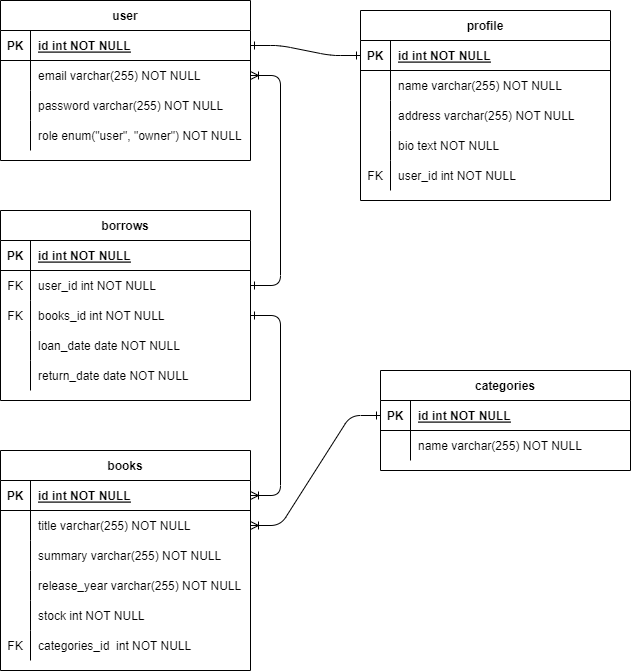 user
PK id int NOT NULL
email varchar(255) NOT NULL
password varchar(255) NOT NULL
role enum("user", "owner") NOT NULL
profile
PK id int NOT NULL
name varchar(255) NOT NULL
address varchar(255) NOT NULL
bio text NOT NULL
FK user_id int NOT NULL
borrows
PK id int NOT NULL
FK user_id int NOT NULL
FK books_id int NOT NULL
loan_date date NOT NULL
return_date date NOT NULL
categories
PK id int NOT NULL
name varchar(255) NOT NULL
books
PK id int NOT NULL
title varchar(255) NOT NULL
summary varchar(255) NOT NULL
release_year varchar(255) NOT NULL
stock int NOT NULL
FK categories_id  int NOT NULL